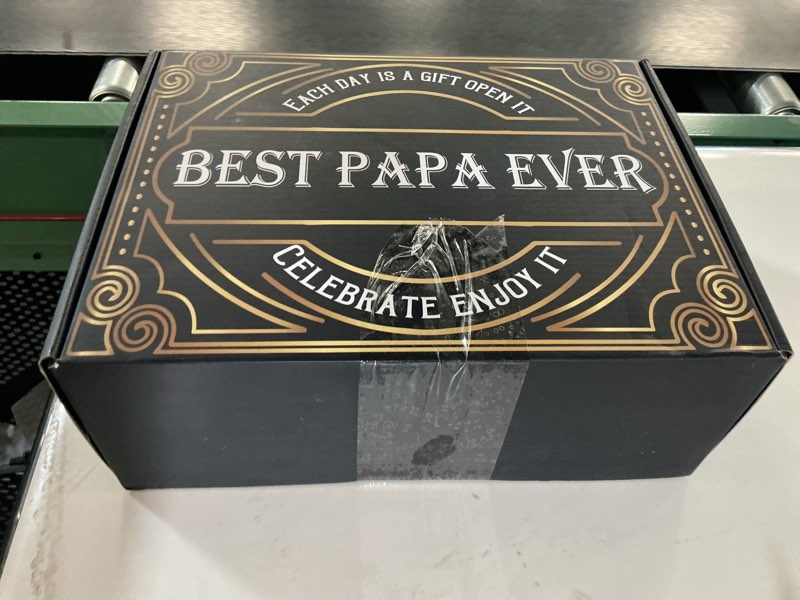 EACH DAY IS A GIFT OPEN IT
BEST PAPA EVER
CELEBRATE ENJOY IT